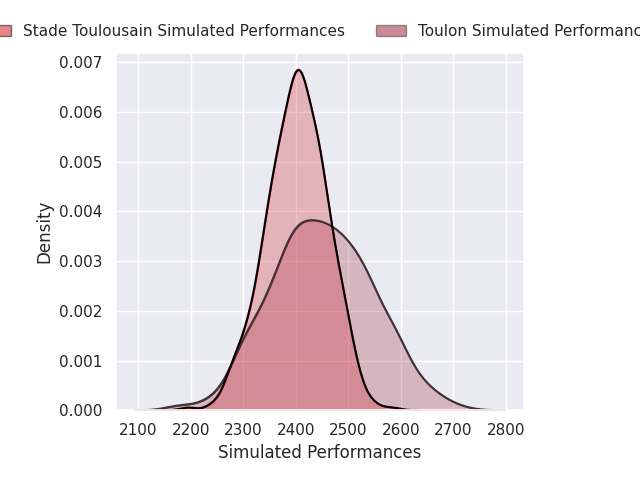 Stade Toulousain Simulated Performances
Toulon Simulated
0.007
0.006
0.005
0.004
0.003
0.002
0.001
0.000
Density
2100 2200 2300 2400 2500 2600 2700 2800
Simulated Performances